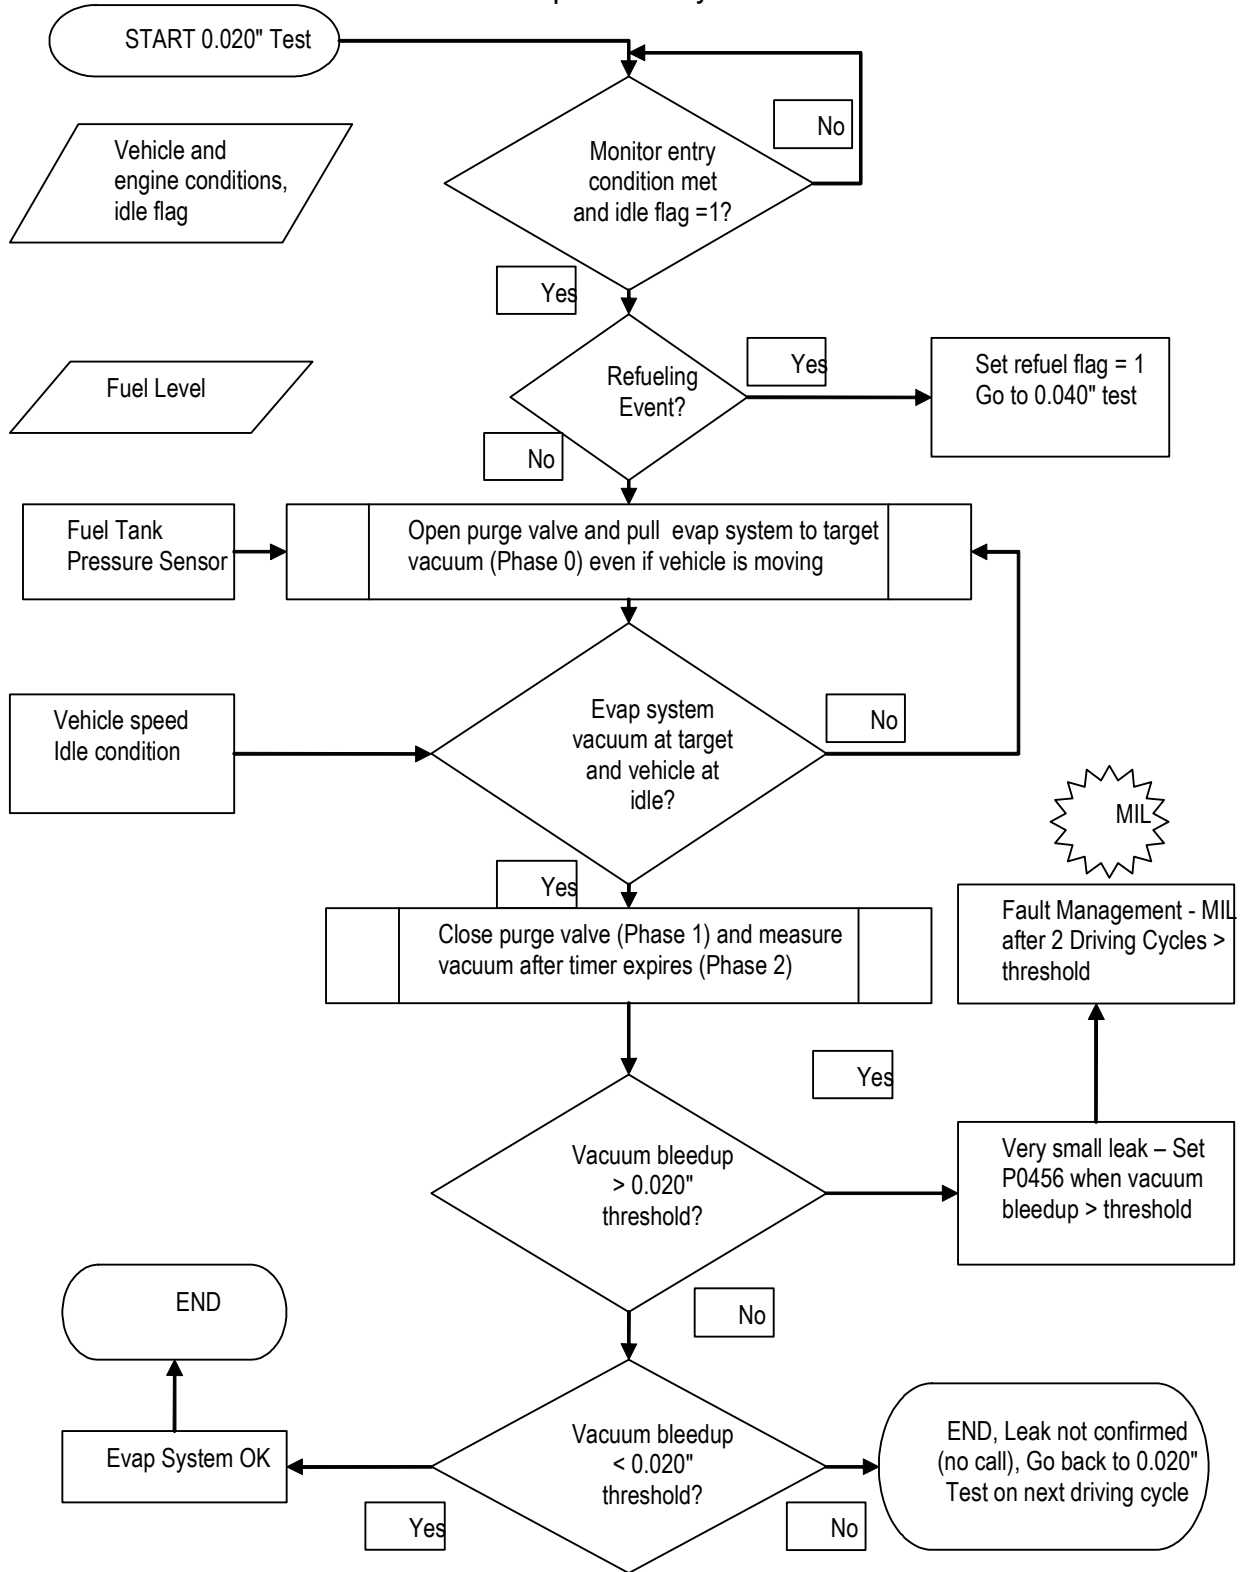 START 0.020" Test
No
Vehicle and
engine conditions,
idle flag
Monitor entry
condition met
and idle flag =1?
Yes
Refueling
Event?
Yes
Set refuel flag = 1
Go to 0.040" test
Fuel Level
No
Fuel Tank
Pressure Sensor
Open purge valve and pull evap system to target
vacuum (Phase 0) even if vehicle is moving
Vehicle speed
Idle condition
Evap system
vacuum at target
and vehicle at
idle?
No
MIL
Yes
Close purge valve (Phase 1) and measure
vacuum after timer expires (Phase 2)
Fault Management - MIL
after 2 Driving Cycles >
threshold
Yes
Vacuum bleedup
> 0.020"
threshold?
Very small leak – Set
P0456 when vacuum
bleedup > threshold
No
END
Evap System OK
Vacuum bleedup
< 0.020"
threshold?
END, Leak not confirmed
(no call), Go back to 0.020"
Test on next driving cycle
Yes
No